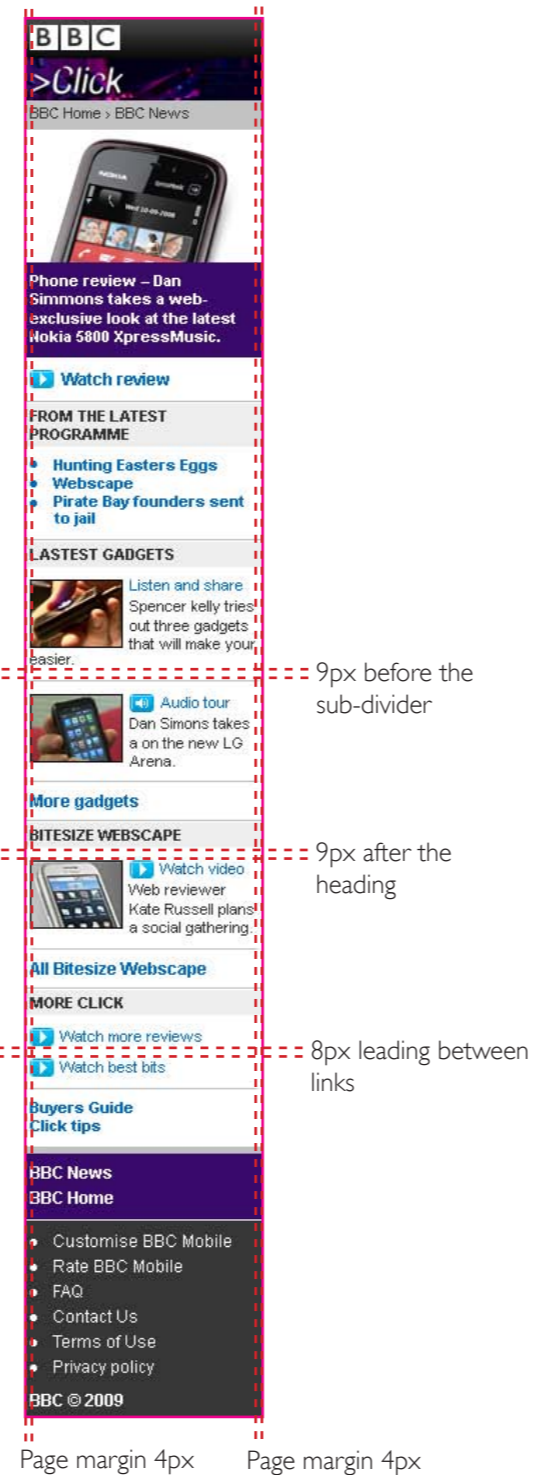 BBC
>Click
BBC Home > BBC News
NOKIA
Wed 10-09-2008
Phone review – Dan
Simmons takes a web-
exclusive look at the latest
Nokia 5800 XpressMusic.
Watch review
FROM THE LATEST
PROGRAMME
• Hunting Easters Eggs
• Webscape
• Pirate Bay founders sent
to jail
LASTEST GADGETS
Listen and share
Spencer kelly tries
out three gadgets
that will make your
easier.
9px before the
sub-divider
Audio tour
Dan Simons takes
a on the new LG
Arena.
More gadgets
BITESIZE WEBSCAPE
9px after the
heading
Watch video
Web reviewer
Kate Russell plans
a social gathering.
All Bitesize Webscape
MORE CLICK
Watch more reviews
8px leading between
links
Watch best bits
Buyers Guide
Click tips
BBC News
BBC Home
• Customise BBC Mobile
• Rate BBC Mobile
• FAQ
• Contact Us
• Terms of Use
• Privacy policy
BBC © 2009
Page margin 4px
Page margin 4px